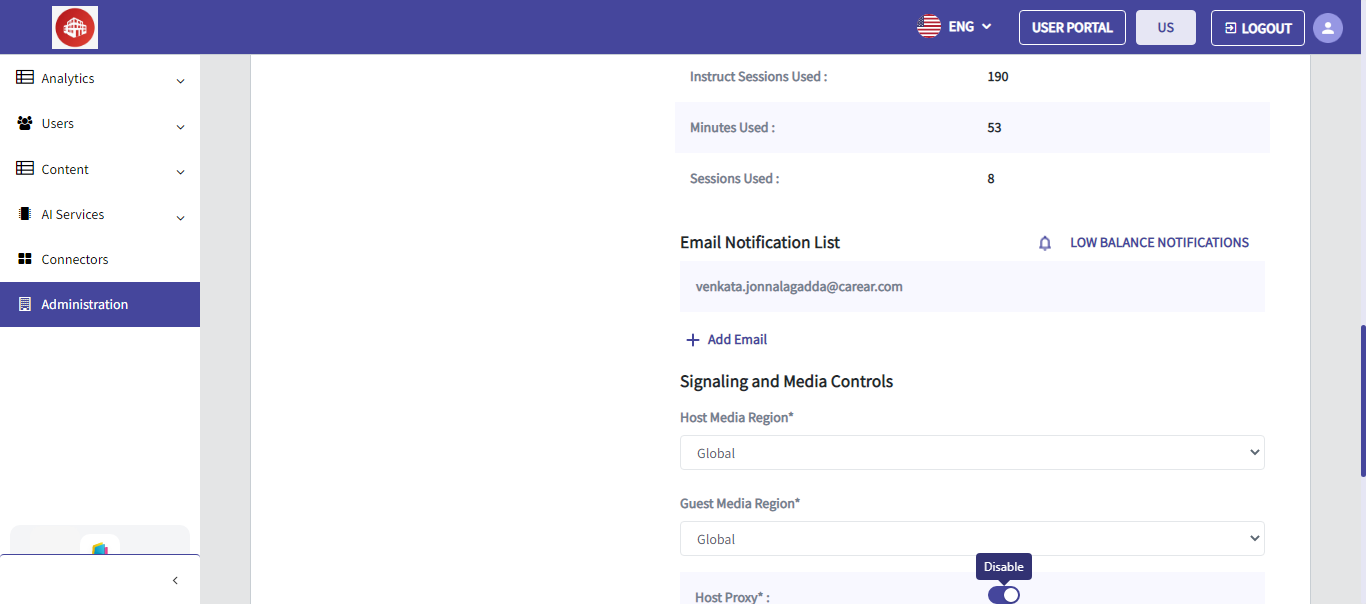 ENG
USER PORTAL
US
LOGOUT
Analytics
Users
Content
AI Services
Connectors
Administration
Instruct Sessions Used :
190
Minutes Used :
53
Sessions Used :
8
Email Notification List
LOW BALANCE NOTIFICATIONS
venkata.jonnalagadda@carear.com
Add Email
Signaling and Media Controls
Host Media Region*
Global
Guest Media Region*
Global
Disable
Host Proxy* :